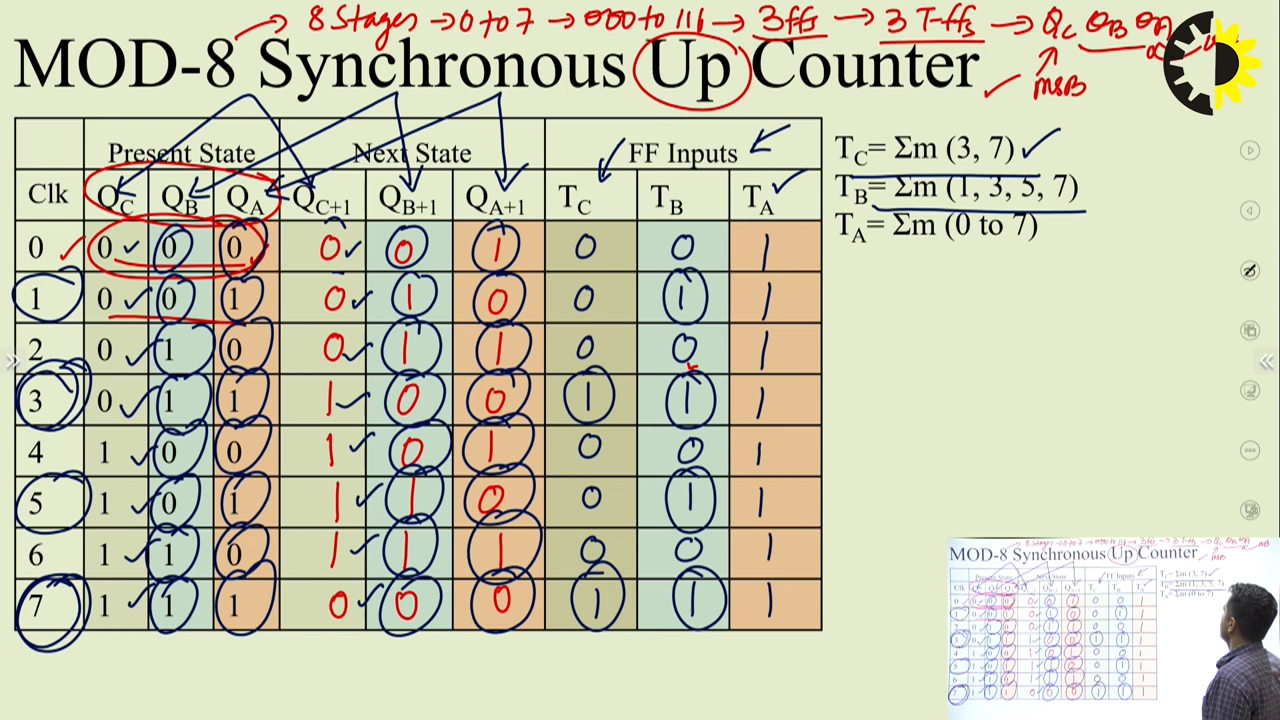 → 8 Stages → 0 to 7 → 000 to 111 → 3ffs → 3 T-ffs → QC QB QA
MOD-8 Synchronous Up Counter
MSB
Present State Next State FF Inputs
Clk QC QB QA QC+1 QB+1 QA+1 TC TB TA
0 0 0 0 0 0 1 0 0 1
1 0 0 1 0 1 0 0 1 1
2 0 1 0 0 1 1 0 0 1
3 0 1 1 1 0 0 1 1 1
4 1 0 0 1 0 1 0 0 1
5 1 0 1 1 1 0 0 1 1
6 1 1 0 1 1 1 0 0 1
7 1 1 1 0 0 0 1 1 1
TC= Σm (3, 7)
TB= Σm (1, 3, 5, 7)
TA= Σm (0 to 7)
MOD-8 Synchronous Up Counter